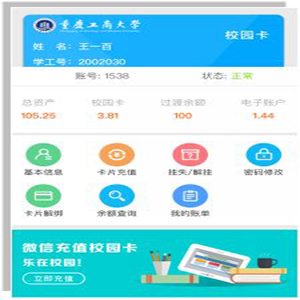 重庆工商大学
校园卡
姓 名：王一百
学工号：2002030
账号：1538 状态：正常
总资产 校园卡 过渡余额 电子账户
105.25 3.81 100 1.44
基本信息 卡片充值 挂失/解挂 密码修改
卡片解绑 余额查询 我的账单
微信充值校园卡
乐在校园！
立即充值